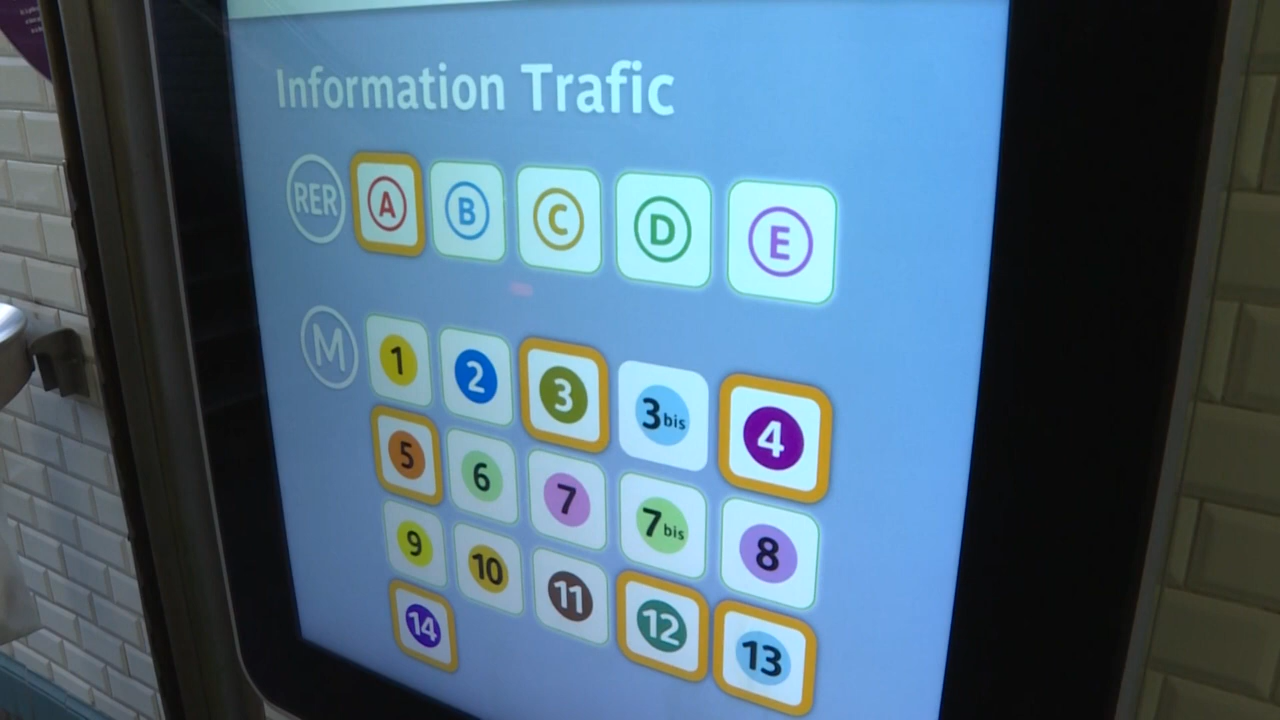 Information Trafic
RER A B C D E
M 1 2 3 3bis 4
5 6 7 7bis 8
9 10 11 12 13
14